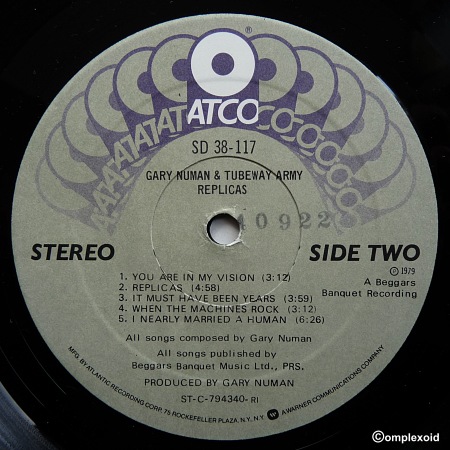 ATCO
®
SD 38-117
GARY NUMAN & TUBEWAY ARMY
REPLICAS
40922
STEREO
SIDE TWO
℗ 1979
A Beggars
Banquet Recording
1. YOU ARE IN MY VISION (3:12)
2. REPLICAS (4:58)
3. IT MUST HAVE BEEN YEARS (3:59)
4. WHEN THE MACHINES ROCK (3:12)
5. I NEARLY MARRIED A HUMAN (6:26)
All songs composed by Gary Numan
All songs published by
Beggars Banquet Music Ltd., PRS.
PRODUCED BY GARY NUMAN
ST-C-794340-RI
MFG. BY ATLANTIC RECORDING CORP. 75 ROCKEFELLER PLAZA, N.Y. N.Y. A WARNER COMMUNICATIONS COMPANY
©omplexoid